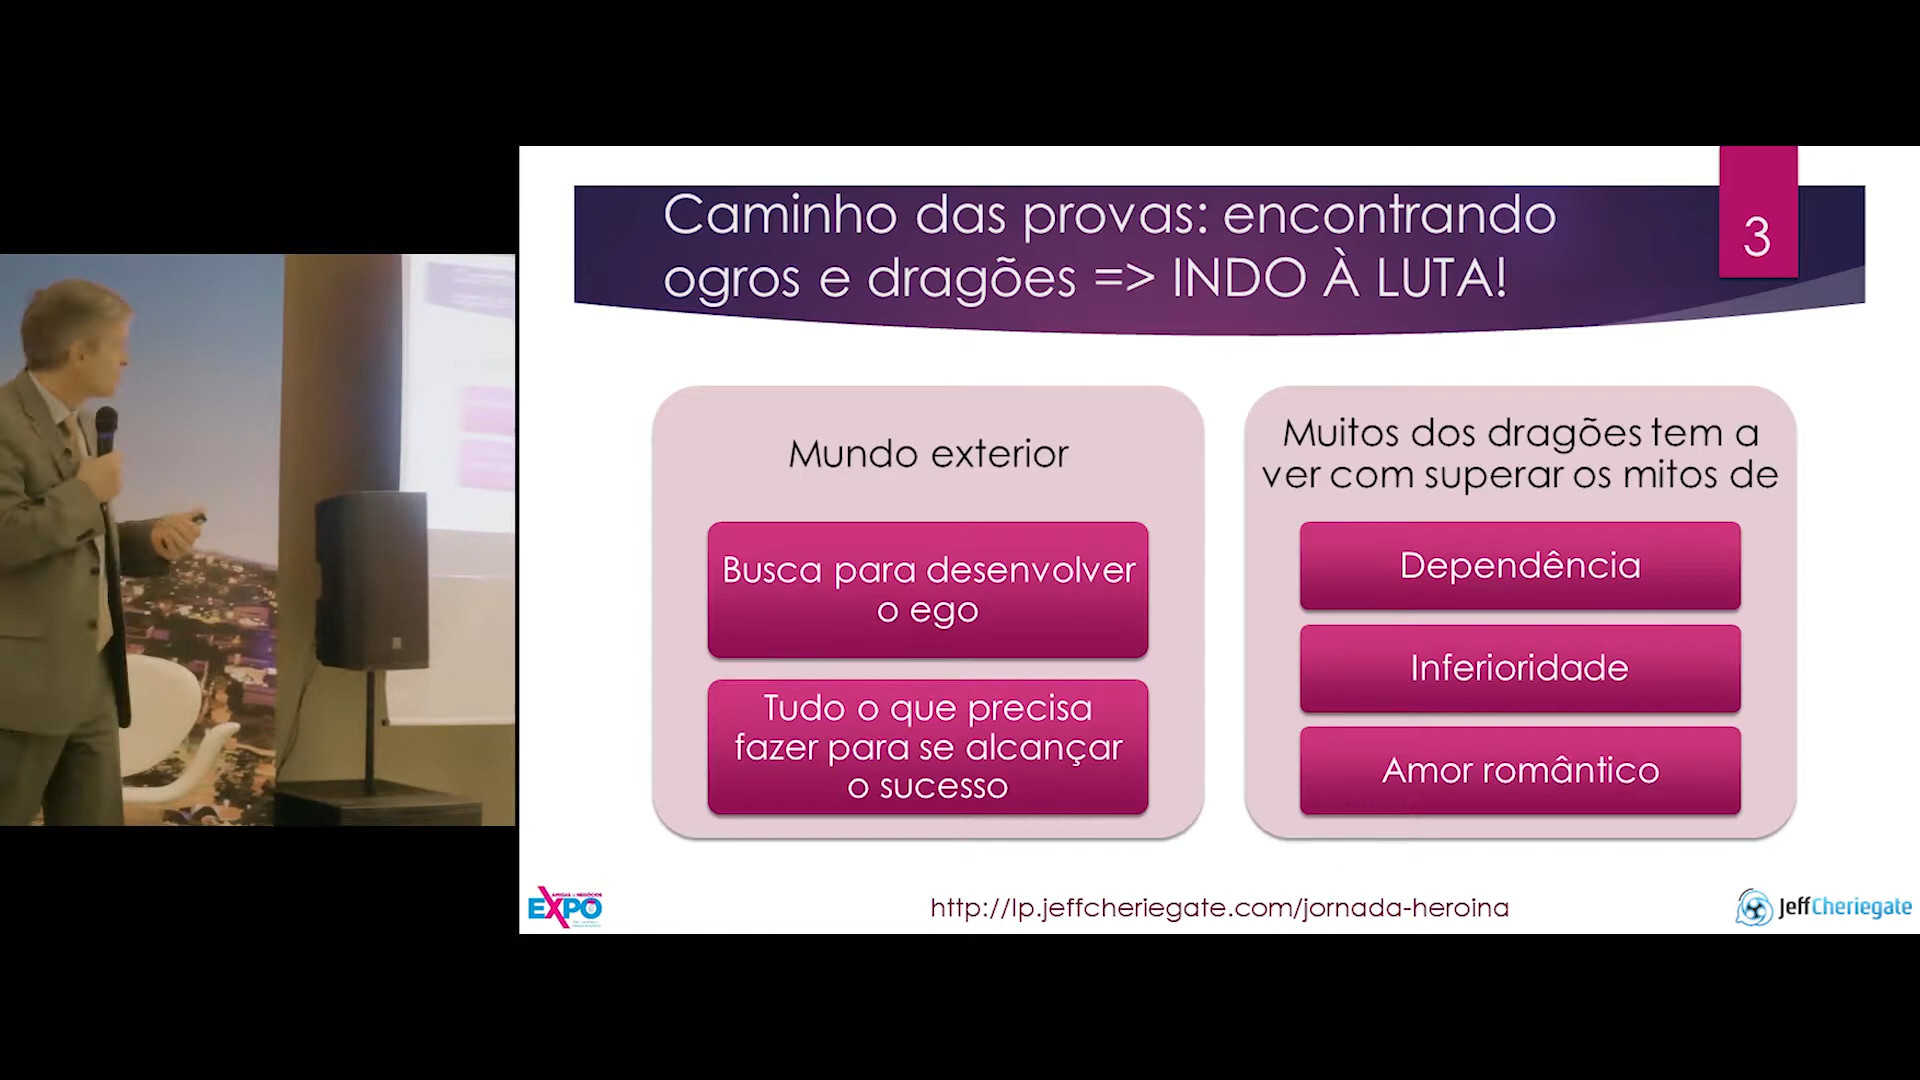 Caminho das provas: encontrando
ogros e dragões => INDO À LUTA!
3
Mundo exterior
Busca para desenvolver
o ego
Tudo o que precisa
fazer para se alcançar
o sucesso
Muitos dos dragões tem a
ver com superar os mitos de
Dependência
Inferioridade
Amor romântico
AMIGAS NEGÓCIOS
EXPO
http://lp.jeffcheriegate.com/jornada-heroina
JeffCheriegate